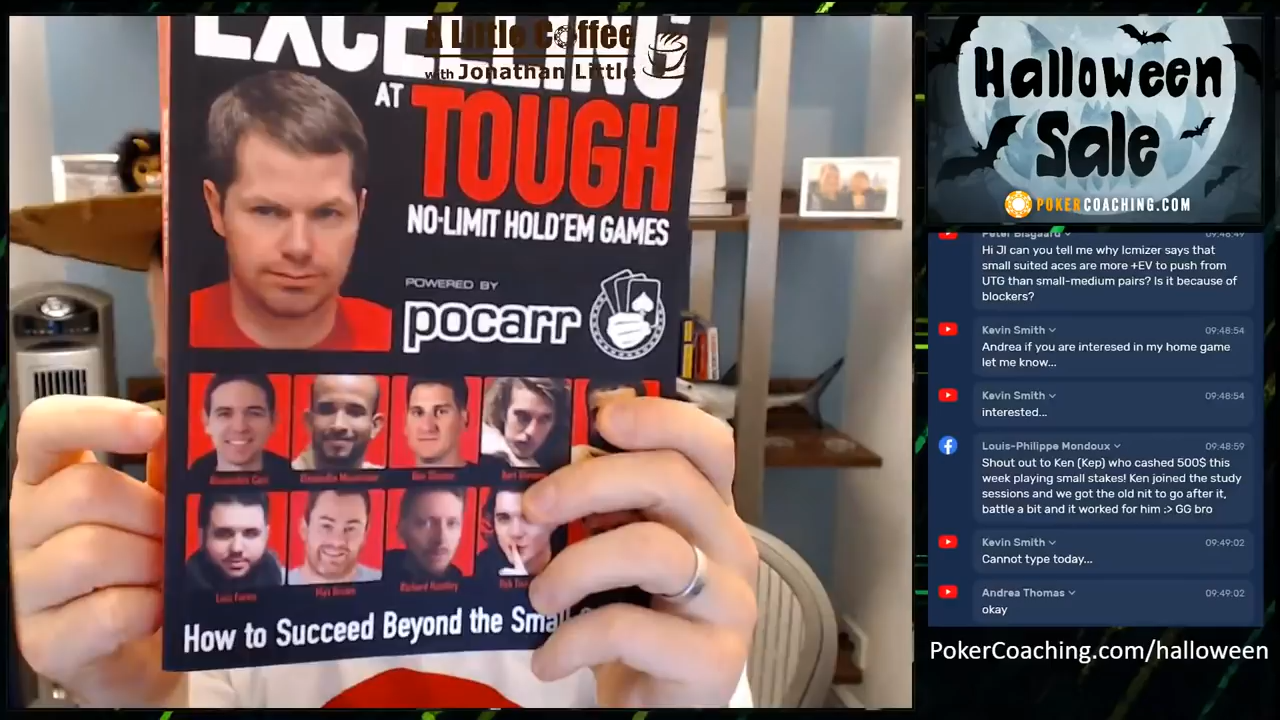 EXCELLING
A Little Coffee
with Jonathan Little
AT TOUGH
NO-LIMIT HOLD'EM GAMES
POWERED BY
pocarr
How to Succeed Beyond the
Halloween
Sale
POKERCOACHING.COM
Peter Bisgaard
09:48:49
Hi Jl can you tell me why Icmizer says that
small suited aces are more +EV to push from
UTG than small-medium pairs? Is it because of
blockers?
Kevin Smith
09:48:54
Andrea if you are interesed in my home game
let me know...
Kevin Smith
09:48:54
interested...
Louis-Philippe Mondoux
09:48:59
Shout out to Ken (Kep) who cashed 500$ this
week playing small stakes! Ken joined the study
sessions and we got the old nit to go after it,
battle a bit and it worked for him :> GG bro
Kevin Smith
09:49:02
Cannot type today...
Andrea Thomas
09:49:02
okay
PokerCoaching.com/halloween